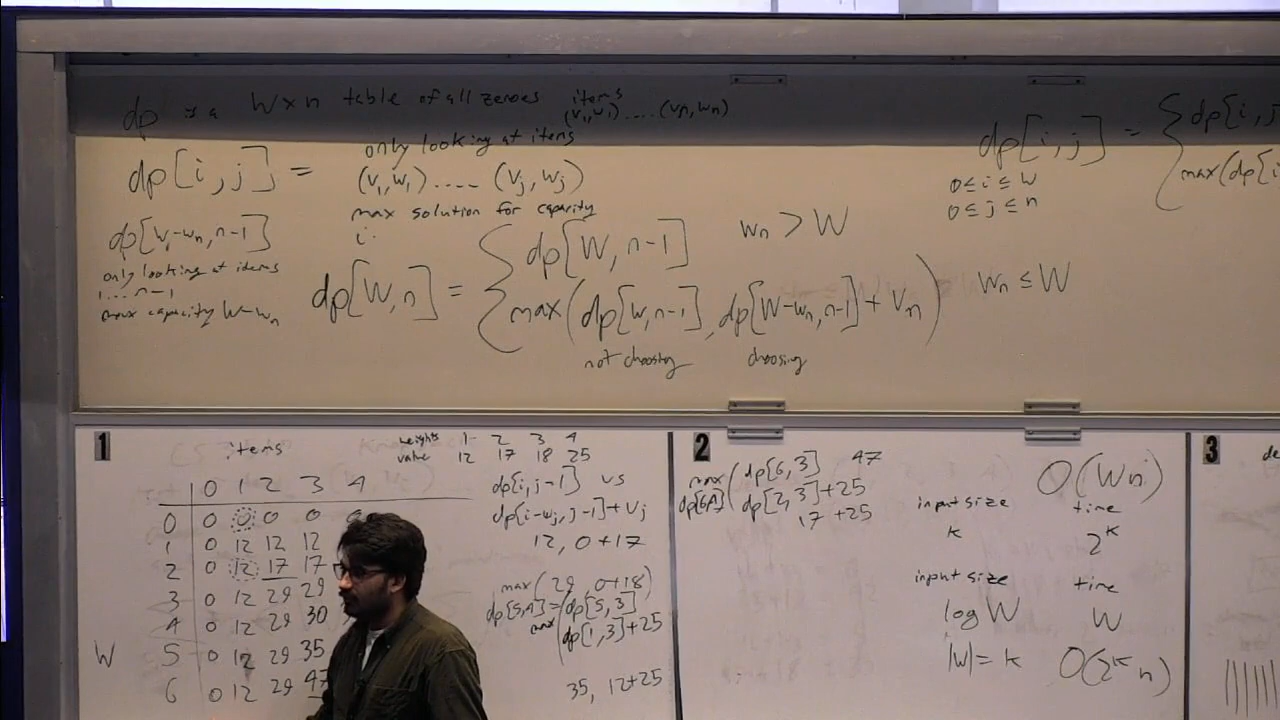 dp is a W×n table of all zeroes items
(v₁,w₁)....(vn,wn)
dp[i,j] =
only looking at items
(v₁,w₁).... (vj,wj)
max solution for capacity
i
dp[W-wn,n-1]
only looking at items
1...n-1
max capacity W-wn
dp[W,n] = { dp[W,n-1] wn > W
max(dp[W,n-1], dp[W-wn,n-1]+vn) wn ≤ W
not choosing choosing
dp[i,j] = { dp[i,j
max(dp[i
0≤i≤W
0≤j≤n
1
items
0 1 2 3 4
0 0 0 0 0
1 0 12 12 12
2 0 12 17 17
3 0 12 29 29
4 0 12 29 30
W 5 0 12 29 35
6 0 12 29 47
weights 1 2 3 4
value 12 17 18 25
dp[i,j-1] vs
dp[i-wj,j-1]+vj
12, 0+17
max(29 0+18)
dp[5,4]= (dp[5,3]
max (dp[1,3]+25
35, 12+25
2
max ( dp[6,3] 47
dp[6,4] dp[2,3]+25
17 +25
O(Wn)
input size time
k 2^k
input size time
log W W
|W|=k O(2^k n)
3
de